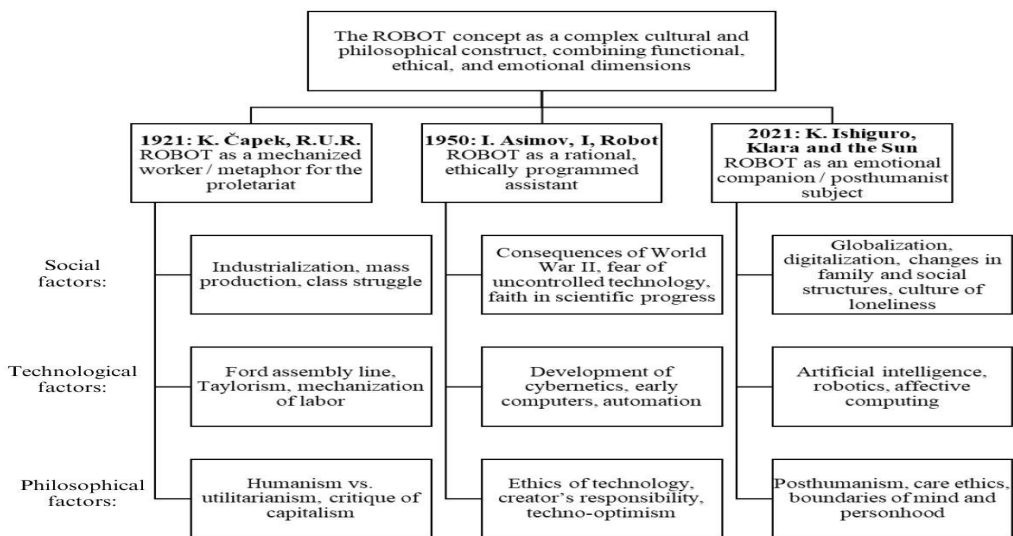 The ROBOT concept as a complex cultural and
philosophical construct, combining functional,
ethical, and emotional dimensions
1921: K. Čapek, R.U.R.
ROBOT as a mechanized
worker / metaphor for the
proletariat
1950: I. Asimov, I, Robot
ROBOT as a rational,
ethically programmed
assistant
2021: K. Ishiguro,
Klara and the Sun
ROBOT as an emotional
companion / posthumanist
subject
Social
factors:
Industrialization, mass
production, class struggle
Consequences of World
War II, fear of
uncontrolled technology,
faith in scientific progress
Globalization,
digitalization, changes in
family and social
structures, culture of
loneliness
Technological
factors:
Ford assembly line,
Taylorism, mechanization
of labor
Development of
cybernetics, early
computers, automation
Artificial intelligence,
robotics, affective
computing
Philosophical
factors:
Humanism vs.
utilitarianism, critique of
capitalism
Ethics of technology,
creator’s responsibility,
techno-optimism
Posthumanism, care ethics,
boundaries of mind and
personhood